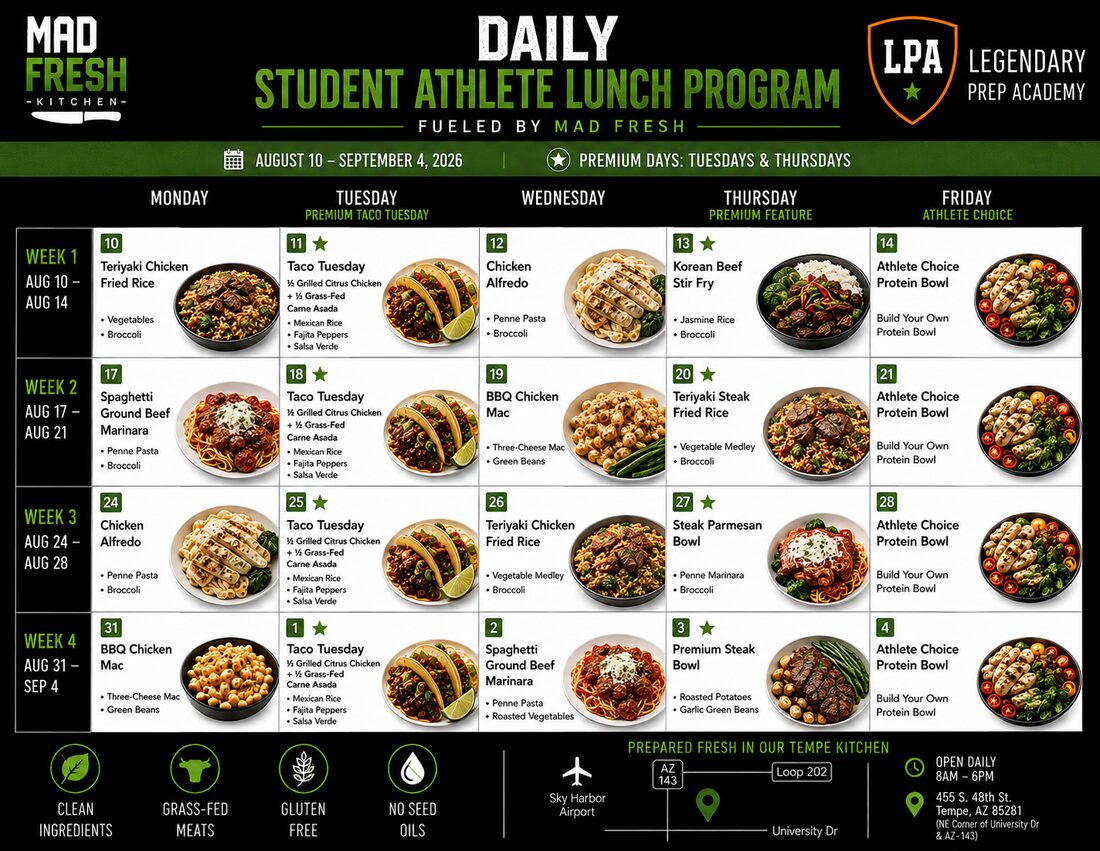 MAD
FRESH
-KITCHEN-
DAILY
STUDENT ATHLETE LUNCH PROGRAM
FUELED BY MAD FRESH
LPA
LEGENDARY
PREP ACADEMY
AUGUST 10 – SEPTEMBER 4, 2026
PREMIUM DAYS: TUESDAYS & THURSDAYS
MONDAY
TUESDAY
PREMIUM TACO TUESDAY
WEDNESDAY
THURSDAY
PREMIUM FEATURE
FRIDAY
ATHLETE CHOICE
WEEK 1
AUG 10 –
AUG 14
10
Teriyaki Chicken
Fried Rice
• Vegetables
• Broccoli
11
Taco Tuesday
½ Grilled Citrus Chicken
+ ½ Grass-Fed
Carne Asada
• Mexican Rice
• Fajita Peppers
• Salsa Verde
12
Chicken
Alfredo
• Penne Pasta
• Broccoli
13
Korean Beef
Stir Fry
• Jasmine Rice
• Broccoli
14
Athlete Choice
Protein Bowl
Build Your Own
Protein Bowl
WEEK 2
AUG 17 –
AUG 21
17
Spaghetti
Ground Beef
Marinara
• Penne Pasta
• Broccoli
18
Taco Tuesday
½ Grilled Citrus Chicken
+ ½ Grass-Fed
Carne Asada
• Mexican Rice
• Fajita Peppers
• Salsa Verde
19
BBQ Chicken
Mac
• Three-Cheese Mac
• Green Beans
20
Teriyaki Steak
Fried Rice
• Vegetable Medley
• Broccoli
21
Athlete Choice
Protein Bowl
Build Your Own
Protein Bowl
WEEK 3
AUG 24 –
AUG 28
24
Chicken
Alfredo
• Penne Pasta
• Broccoli
25
Taco Tuesday
½ Grilled Citrus Chicken
+ ½ Grass-Fed
Carne Asada
• Mexican Rice
• Fajita Peppers
• Salsa Verde
26
Teriyaki Chicken
Fried Rice
• Vegetable Medley
• Broccoli
27
Steak Parmesan
Bowl
• Penne Marinara
• Broccoli
28
Athlete Choice
Protein Bowl
Build Your Own
Protein Bowl
WEEK 4
AUG 31 –
SEP 4
31
BBQ Chicken
Mac
• Three-Cheese Mac
• Green Beans
1
Taco Tuesday
½ Grilled Citrus Chicken
+ ½ Grass-Fed
Carne Asada
• Mexican Rice
• Fajita Peppers
• Salsa Verde
2
Spaghetti
Ground Beef
Marinara
• Penne Pasta
• Roasted Vegetables
3
Premium Steak
Bowl
• Roasted Potatoes
• Garlic Green Beans
4
Athlete Choice
Protein Bowl
Build Your Own
Protein Bowl
CLEAN
INGREDIENTS
GRASS-FED
MEATS
GLUTEN
FREE
NO SEED
OILS
PREPARED FRESH IN OUR TEMPE KITCHEN
Sky Harbor
Airport
AZ
143
Loop 202
University Dr
OPEN DAILY
8AM – 6PM
455 S. 48th St.
Tempe, AZ 85281
(NE Corner of University Dr
& AZ-143)